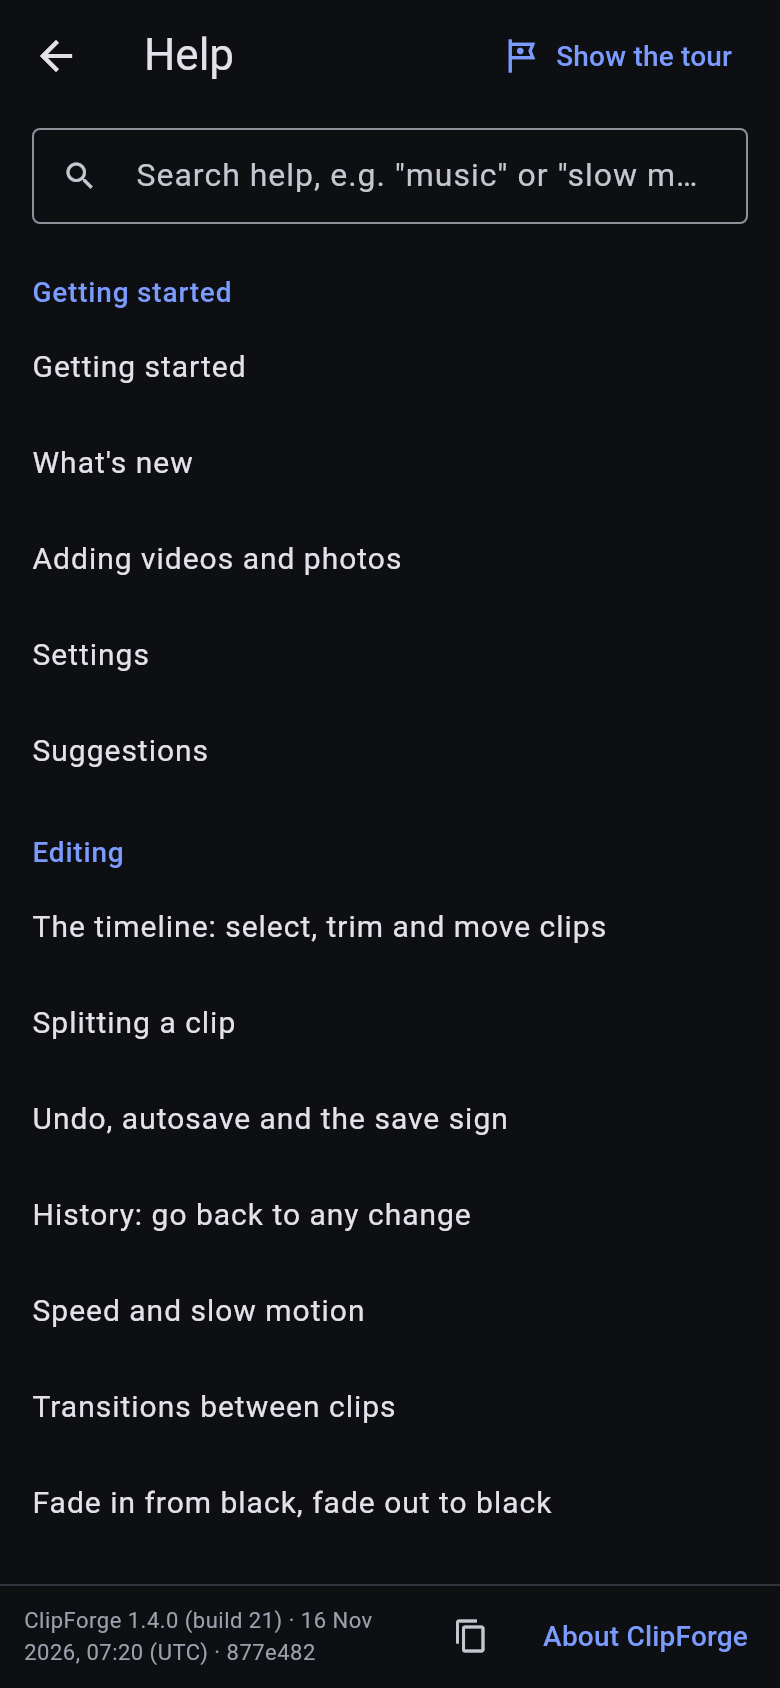 Help
Show the tour
Search help, e.g. "music" or "slow m…
Getting started
Getting started
What's new
Adding videos and photos
Settings
Suggestions
Editing
The timeline: select, trim and move clips
Splitting a clip
Undo, autosave and the save sign
History: go back to any change
Speed and slow motion
Transitions between clips
Fade in from black, fade out to black
ClipForge 1.4.0 (build 21) · 16 Nov
2026, 07:20 (UTC) · 877e482
About ClipForge